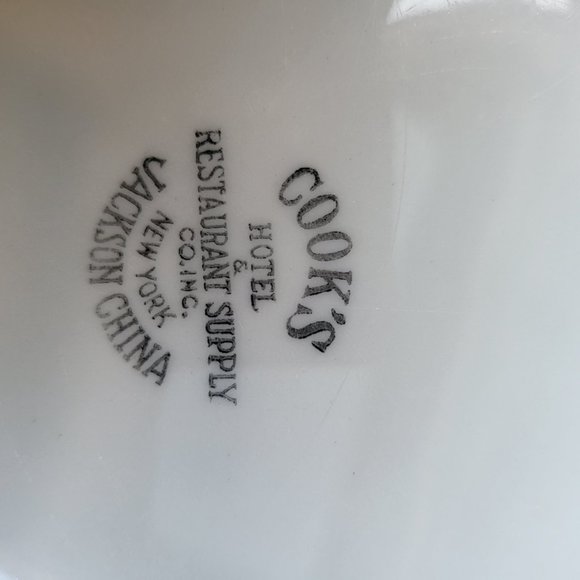 COOK'S
HOTEL
&
RESTAURANT SUPPLY
CO. INC.
NEW YORK
JACKSON CHINA